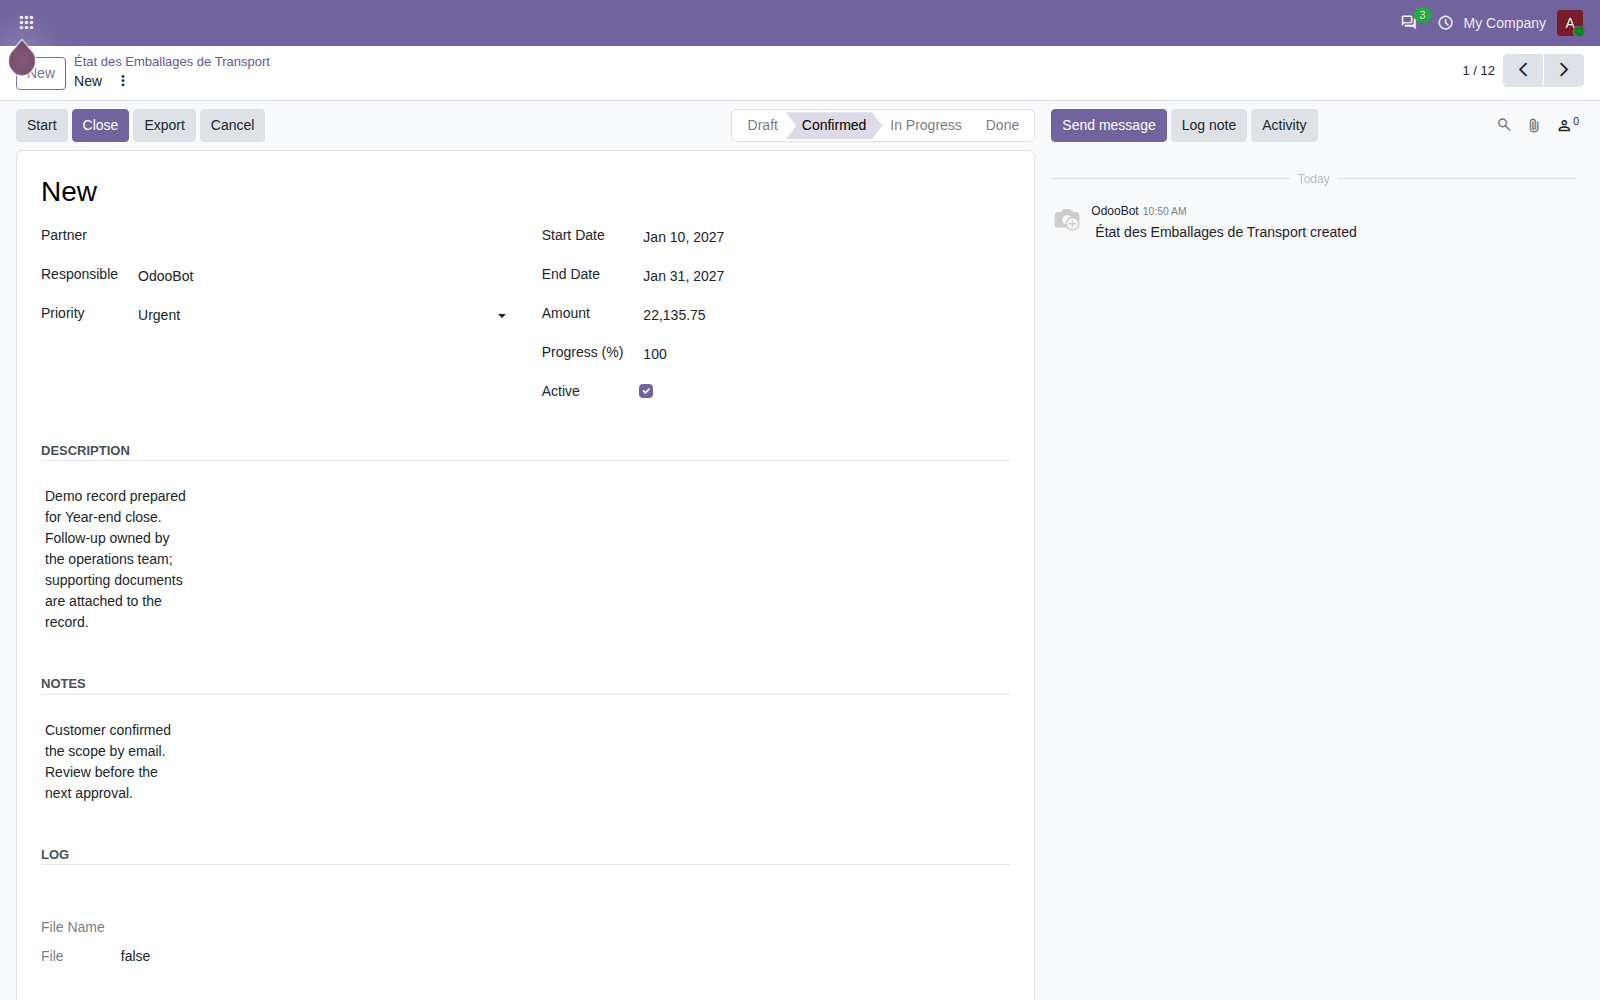 3
My Company
A
New
État des Emballages de Transport
New
1 / 12
Start
Close
Export
Cancel
Draft
Confirmed
In Progress
Done
Send message
Log note
Activity
0
New
Partner
Responsible
OdooBot
Priority
Urgent
Start Date
Jan 10, 2027
End Date
Jan 31, 2027
Amount
22,135.75
Progress (%)
100
Active
DESCRIPTION
Demo record prepared
for Year-end close.
Follow-up owned by
the operations team;
supporting documents
are attached to the
record.
NOTES
Customer confirmed
the scope by email.
Review before the
next approval.
LOG
File Name
File
false
Today
OdooBot 10:50 AM
État des Emballages de Transport created